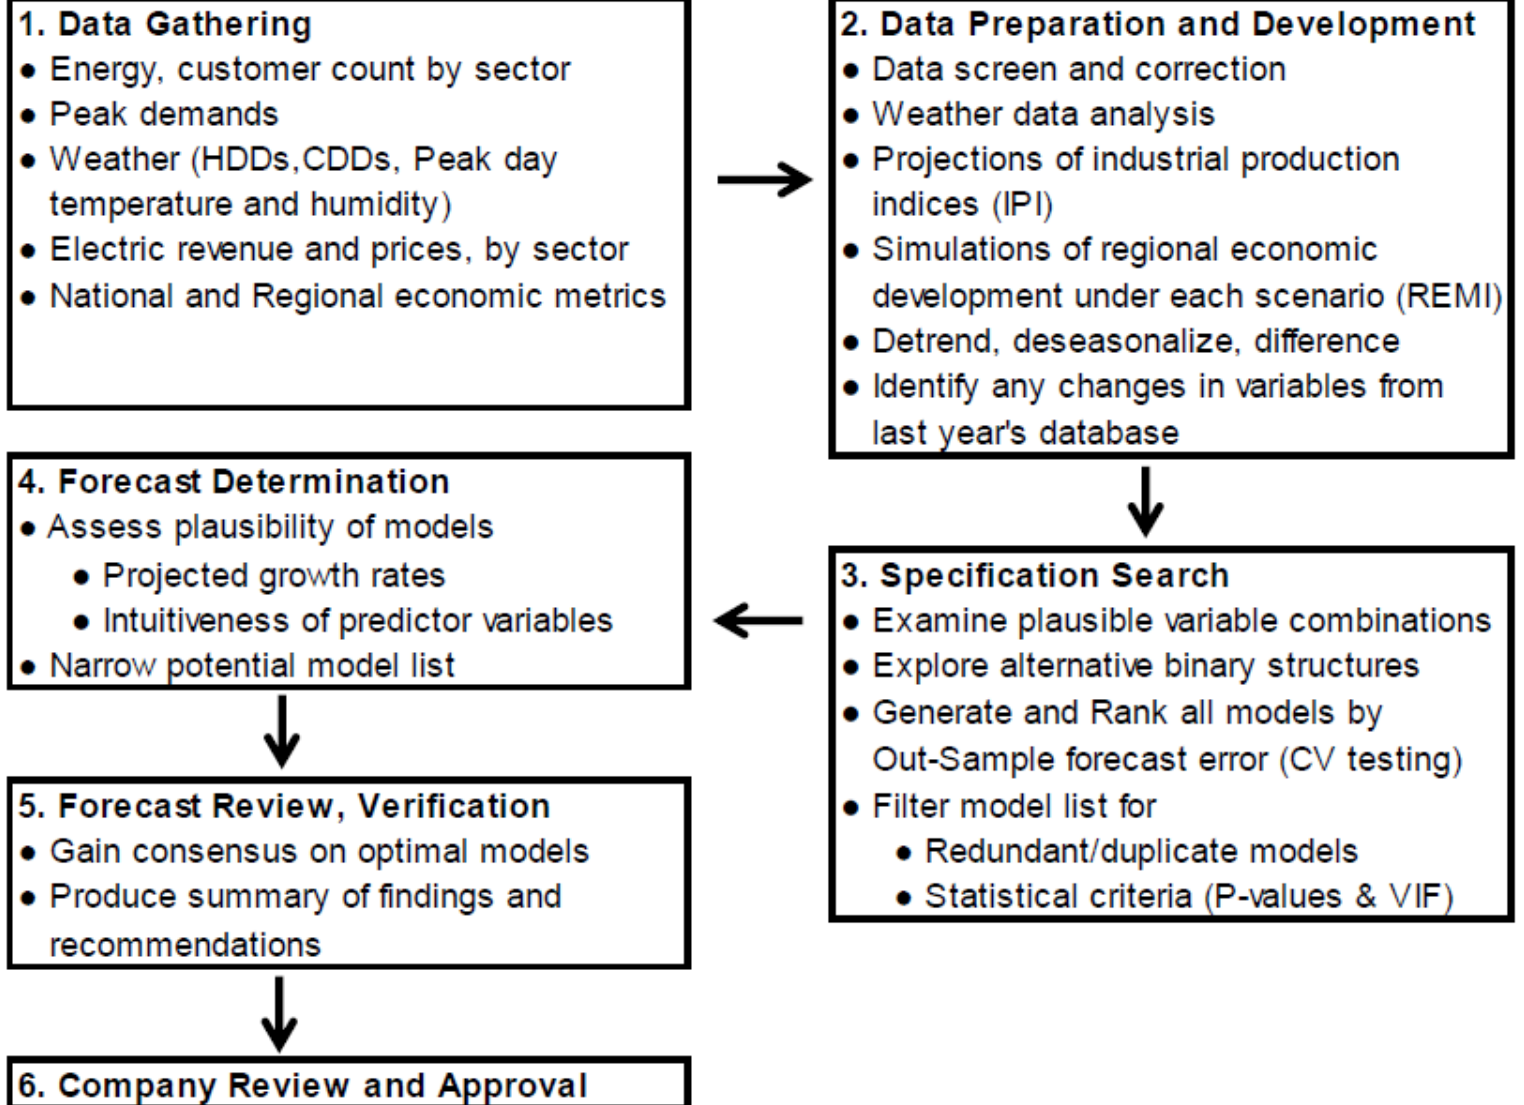 1. Data Gathering
● Energy, customer count by sector
● Peak demands
● Weather (HDDs,CDDs, Peak day
temperature and humidity)
● Electric revenue and prices, by sector
● National and Regional economic metrics
2. Data Preparation and Development
● Data screen and correction
● Weather data analysis
● Projections of industrial production
indices (IPI)
● Simulations of regional economic
development under each scenario (REMI)
● Detrend, deseasonalize, difference
● Identify any changes in variables from
last year's database
3. Specification Search
● Examine plausible variable combinations
● Explore alternative binary structures
● Generate and Rank all models by
Out-Sample forecast error (CV testing)
● Filter model list for
● Redundant/duplicate models
● Statistical criteria (P-values & VIF)
4. Forecast Determination
● Assess plausibility of models
● Projected growth rates
● Intuitiveness of predictor variables
● Narrow potential model list
5. Forecast Review, Verification
● Gain consensus on optimal models
● Produce summary of findings and
recommendations
6. Company Review and Approval